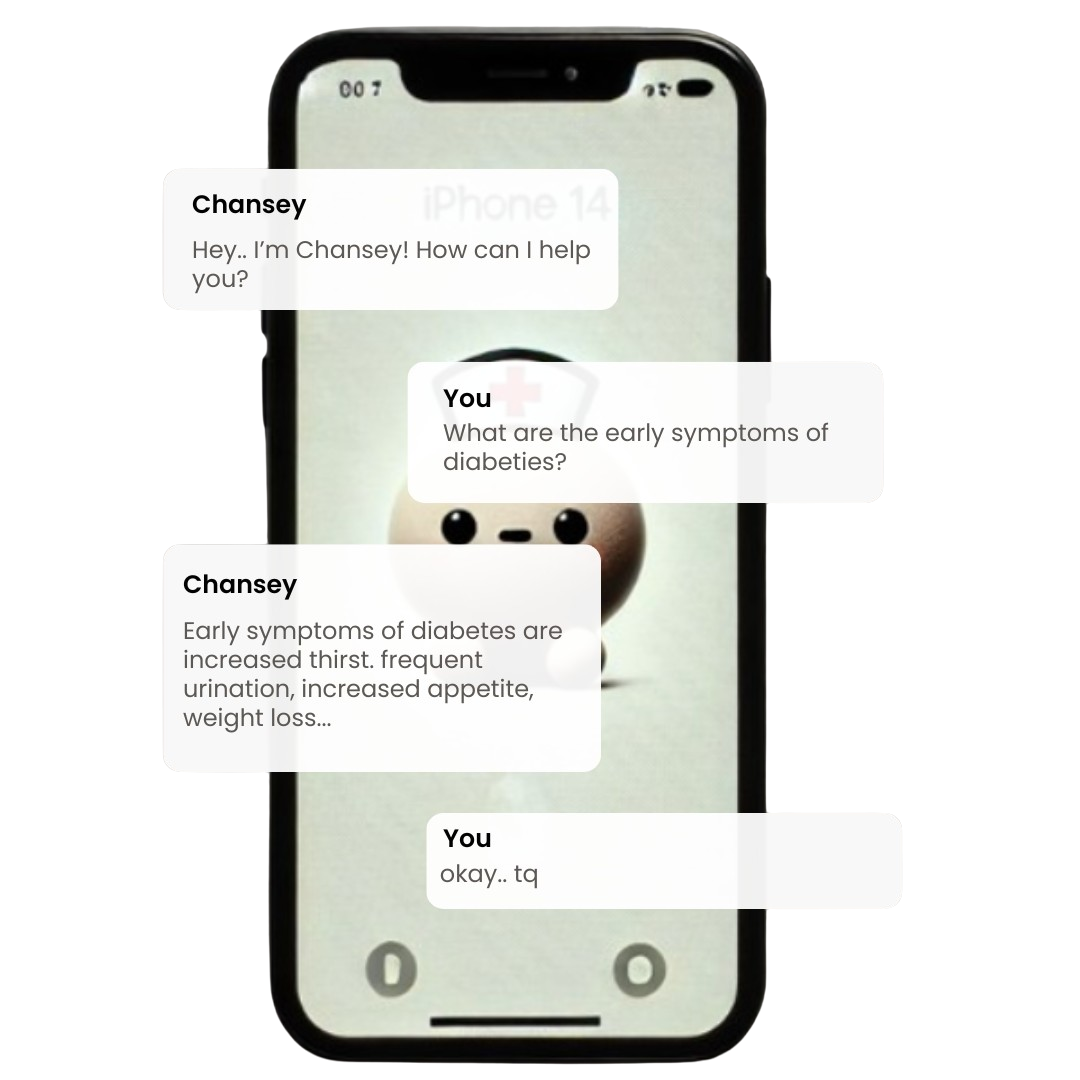 00 7
iPhone 14
Chansey
Hey.. I’m Chansey! How can I help
you?
You
What are the early symptoms of
diabeties?
Chansey
Early symptoms of diabetes are
increased thirst. frequent
urination, increased appetite,
weight loss...
You
okay.. tq